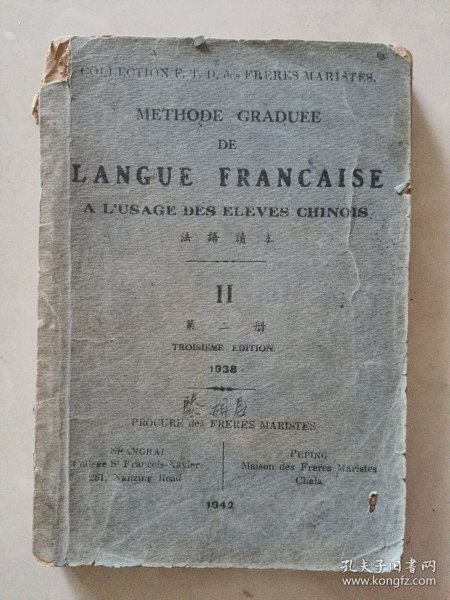 COLLECTION F. T. D. des FRERES MARISTES.
METHODE GRADUEE
DE
LANGUE FRANCAISE
A L'USAGE DES ELEVES CHINOIS.
法語讀本
II
第二册
TROISIEME EDITION.
1938
PROCURE des FRERES MARISTES
SHANGHAI
College St François-Xavier
281, Nanzing Road
PEPING
Maison des Freres Maristes
Chala
1942
孔夫子旧书网
www.kongfz.com